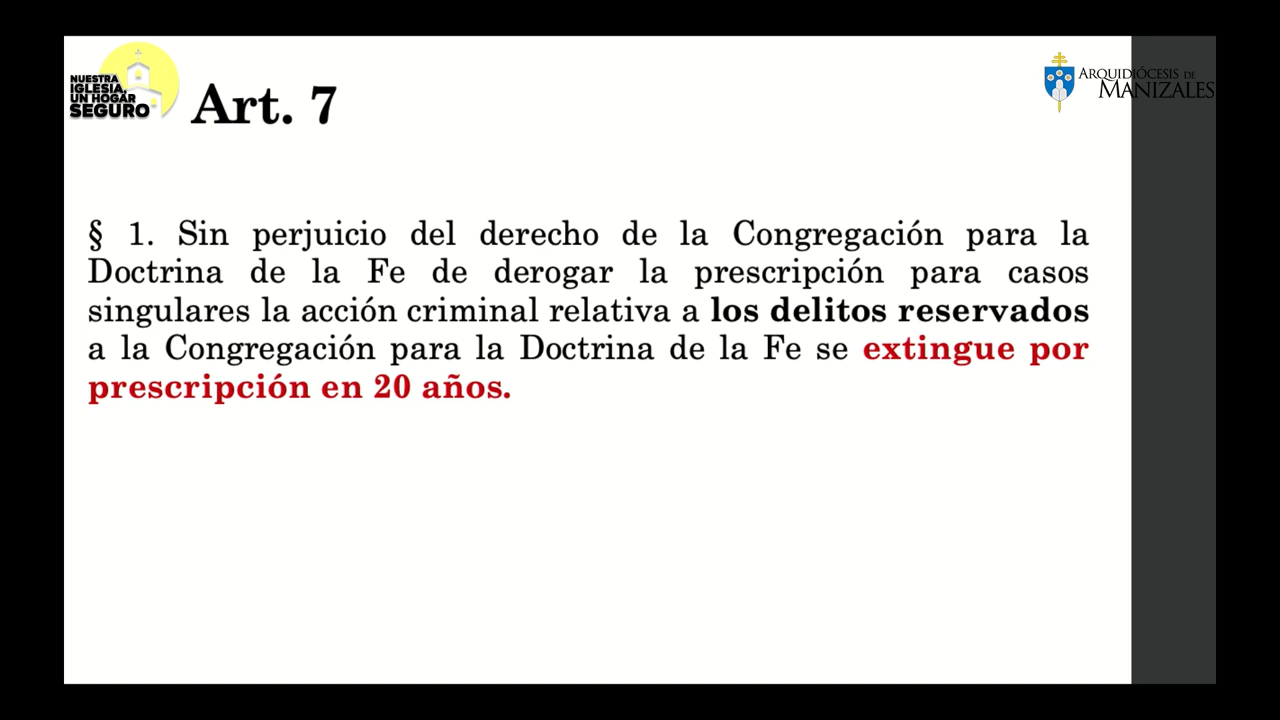 NUESTRA
IGLESIA,
UN HOGAR
SEGURO
Art. 7
ARQUIDIÓCESIS DE
MANIZALES
§ 1. Sin perjuicio del derecho de la Congregación para la
Doctrina de la Fe de derogar la prescripción para casos
singulares la acción criminal relativa a los delitos reservados
a la Congregación para la Doctrina de la Fe se extingue por
prescripción en 20 años.